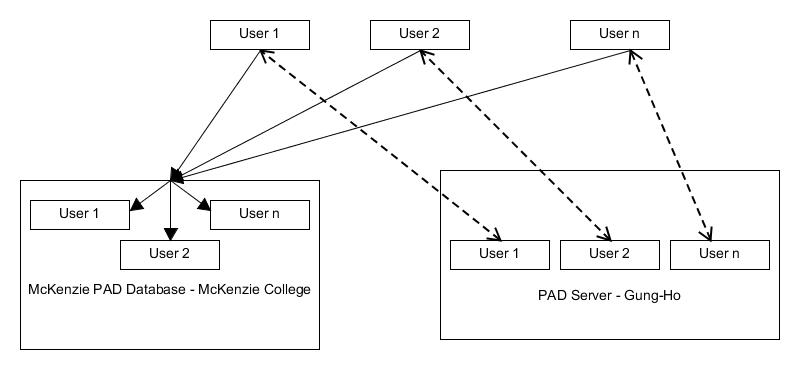 User 1
User 2
User n
User 1
User n
User 2
McKenzie PAD Database - McKenzie College
User 1
User 2
User n
PAD Server - Gung-Ho